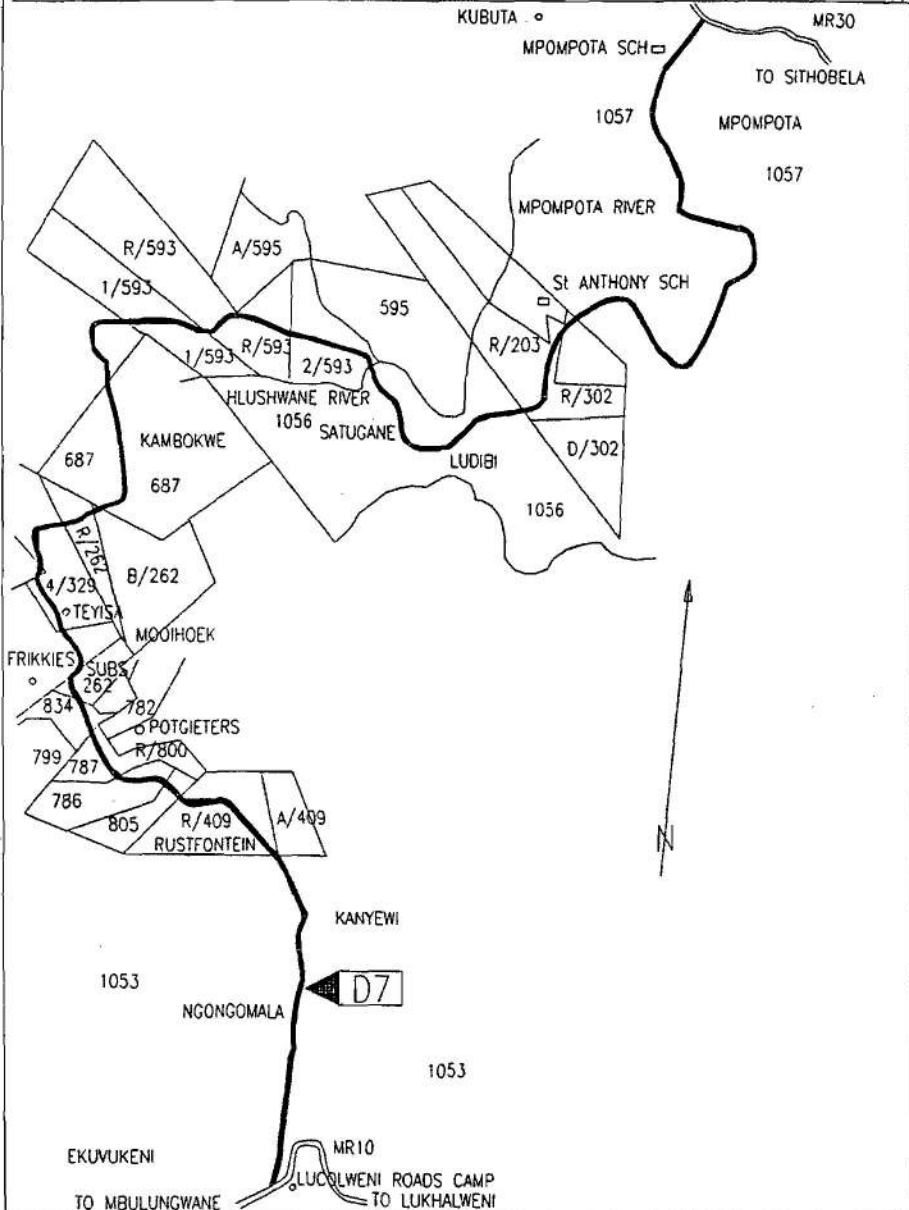 KUBUTA
MR30
MPOMPOTA SCH
TO SITHOBELA
1057
MPOMPOTA
1057
MPOMPOTA RIVER
R/593
A/595
1/593
St ANTHONY SCH
595
R/203
1/593
R/593
2/593
HLUSHWANE RIVER
R/302
1056
SATUGANE
KAMBOKWE
D/302
LUDIBI
687
687
1056
R/262
B/262
4/329
TEYISA
MOOIHOEK
FRIKKIES
SUBS
262
834
782
POTGIETERS
R/800
799
787
786
805
R/409
A/409
RUSTFONTEIN
N
KANYEWI
1053
D7
NGONGOMALA
1053
MR10
EKUVUKENI
LUCOLWENI ROADS CAMP
TO MBULUNGWANE
TO LUKHALWENI